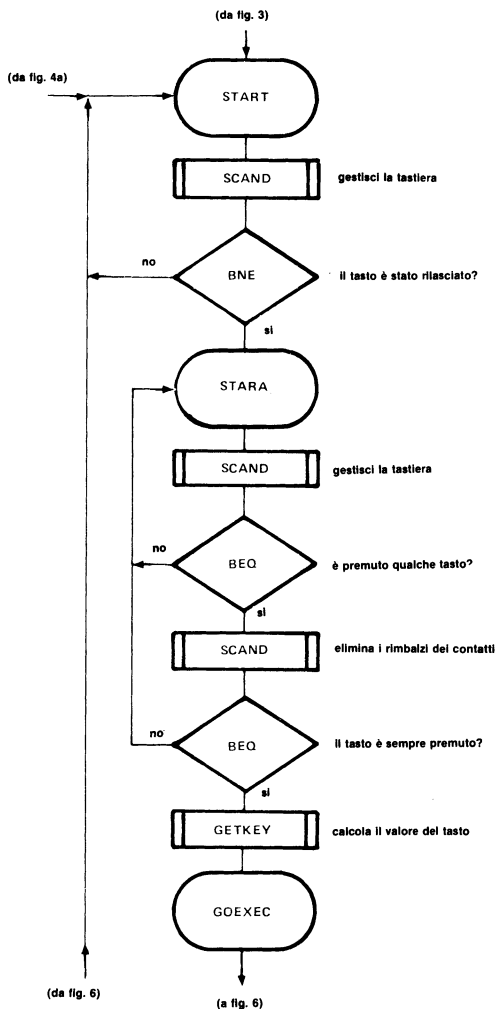 (da fig. 3)
(da fig. 4a)
START
SCAND
gestisci la tastiera
no
BNE
il tasto è stato rilasciato?
si
STARA
SCAND
gestisci la tastiera
no
BEQ
è premuto qualche tasto?
si
SCAND
elimina i rimbalzi dei contatti
no
BEQ
il tasto è sempre premuto?
si
GETKEY
calcola il valore del tasto
GOEXEC
(da fig. 6)
(a fig. 6)